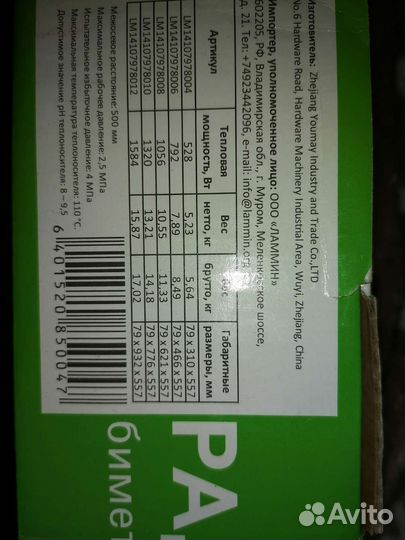 Изготовитель: Zhejiang Youmay Industry and Trade Co.,LTD
No.6 Hardware Road, Hardware Machinery Industrial Area, Wuyi, Zhejiang, China
Импортер, уполномоченное лицо: ООО «ЛАММИН»
602205, РФ, Владимирская обл., г. Муром, Меленковское шоссе,
д. 21. Тел: +74923442096, e-mail: info@lammin.org
Артикул Тепловая мощность, Вт Вес нетто, кг брутто, кг Габаритные размеры, мм
LM14107978004 528 5,23 5,64 79 x 310 x 557
LM14107978006 792 7,89 8,49 79 x 466 x 557
LM14107978008 1056 10,55 11,33 79 x 621 x 557
LM14107978010 1320 13,21 14,18 79 x 776 x 557
LM14107978012 1584 15,87 17,02 79 x 932 x 557
Межосевое расстояние: 500 мм
Максимальное рабочее давление: 2,5 МПа
Испытательное избыточное давление: 4 МПа
Максимальная температура теплоносителя: 110 °С.
Допустимое значение pH теплоносителя: 8 – 9,5
6 401520 850047
РА
бимет
Avito